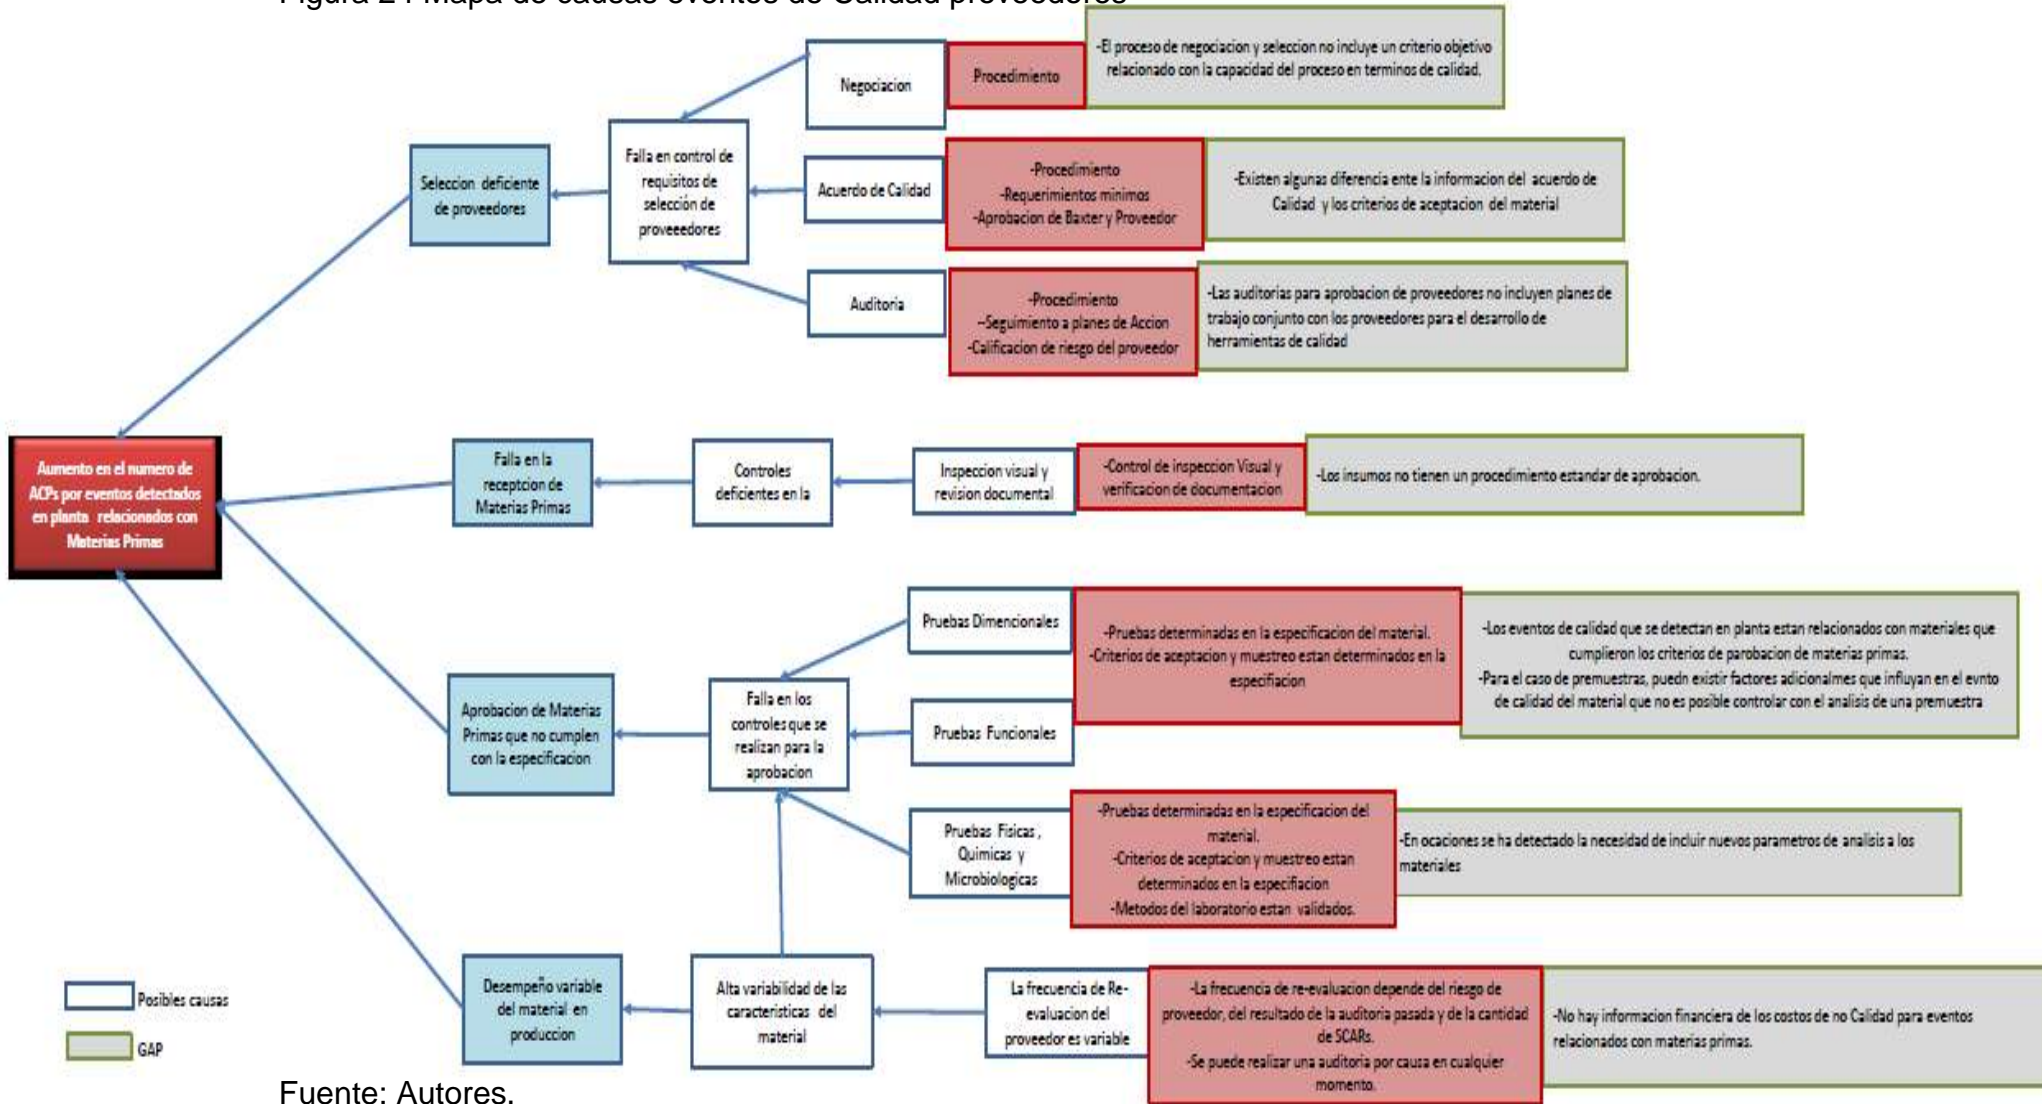 Figura 24 Mapa de causas eventos de Calidad proveedores
Negociacion
Procedimiento
-El proceso de negociacion y seleccion no incluye un criterio objetivo
relacionado con la capacidad del proceso en terminos de calidad.
Seleccion deficiente
de proveedores
Falla en control de
requisitos de
selección de
proveeedores
Acuerdo de Calidad
-Procedimiento
-Requerimientos minimos
-Aprobacion de Baxter y Proveedor
-Existen algunas diferencia ente la informacion del acuerdo de
Calidad y los criterios de aceptacion del material
Auditoria
-Procedimiento
--Seguimiento a planes de Accion
-Calificacion de riesgo del proveedor
-Las auditorias para aprobacion de proveedores no incluyen planes de
trabajo conjunto con los proveedores para el desarrollo de
herramientas de calidad
Aumento en el numero de
ACPs por eventos detectados
en planta relacionados con
Materias Primas
Falla en la
receptcion de
Materias Primas
Controles
deficientes en la
Inspeccion visual y
revision documental
-Control de inspeccion Visual y
verificacion de documentacion
-Los insumos no tienen un procedimiento estandar de aprobacion.
Pruebas Dimencionales
-Pruebas determinadas en la especificacion del material.
-Criterios de aceptacion y muestreo estan determinados en la
especifiacion
-Los eventos de calidad que se detectan en planta estan relacionados con materiales que
cumplieron los criterios de parobacion de materias primas.
-Para el caso de premuestras, puedn existir factores adicionalmes que influyan en el evnto
de calidad del material que no es posible controlar con el analisis de una premuestra
Aprobacion de Materias
Primas que no cumplen
con la especificacion
Falla en los
controles que se
realizan para la
aprobacion
Pruebas Funcionales
Pruebas Fisicas ,
Quimicas y
Microbiologicas
-Pruebas determinadas en la especificacion del
material.
-Criterios de aceptacion y muestreo estan
determinados en la especifiacion
-Metodos del laboratorio estan validados.
-En ocaciones se ha detectado la necesidad de incluir nuevos parametros de analisis a los
materiales
Desempeño variable
del material en
produccion
Alta variabilidad de las
caracteristicas del
material
La frecuencia de Re-
evaluacion del
proveedor es variable
-La frecuencia de re-evaluacion depende del riesgo de
proveedor, del resultado de la auditoria pasada y de la cantidad
de SCARs.
-Se puede realizar una auditoria por causa en cualquier
momento.
-No hay informacion financiera de los costos de no Calidad para eventos
relacionados con materias primas.
Posibles causas
GAP
Fuente: Autores.